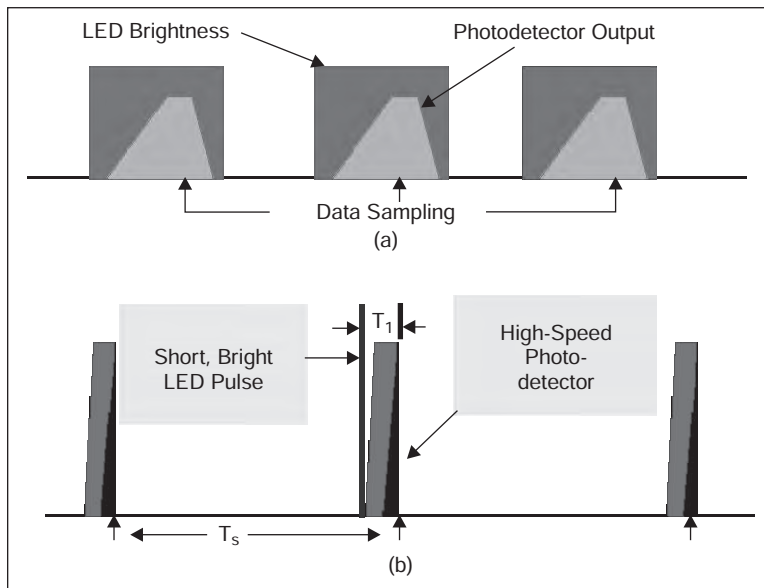 LED Brightness
Photodetector Output
Data Sampling
(a)
T1
Short, Bright
LED Pulse
High-Speed
Photo-
detector
Ts
(b)